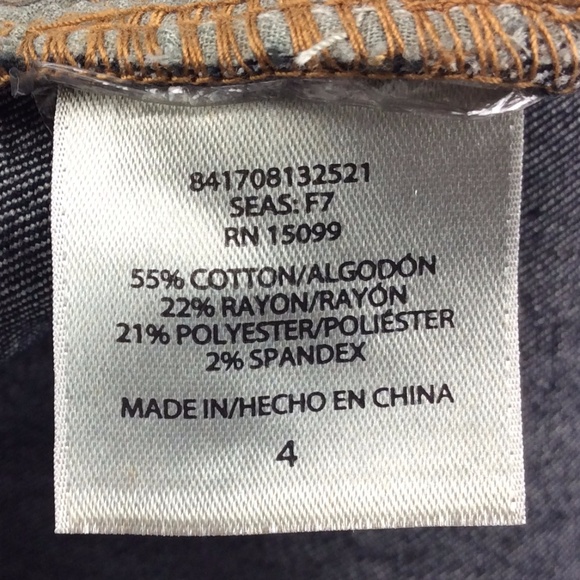 841708132521
SEAS: F7
RN 15099
55% COTTON/ALGODÓN
22% RAYON/RAYÓN
21% POLYESTER/POLIÉSTER
2% SPANDEX
MADE IN/HECHO EN CHINA
4